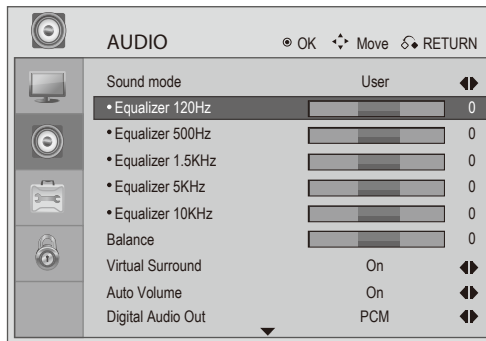 AUDIO ⦿ OK Move RETURN
Sound mode User
• Equalizer 120Hz 0
• Equalizer 500Hz 0
• Equalizer 1.5KHz 0
• Equalizer 5KHz 0
• Equalizer 10KHz 0
Balance 0
Virtual Surround On
Auto Volume On
Digital Audio Out PCM